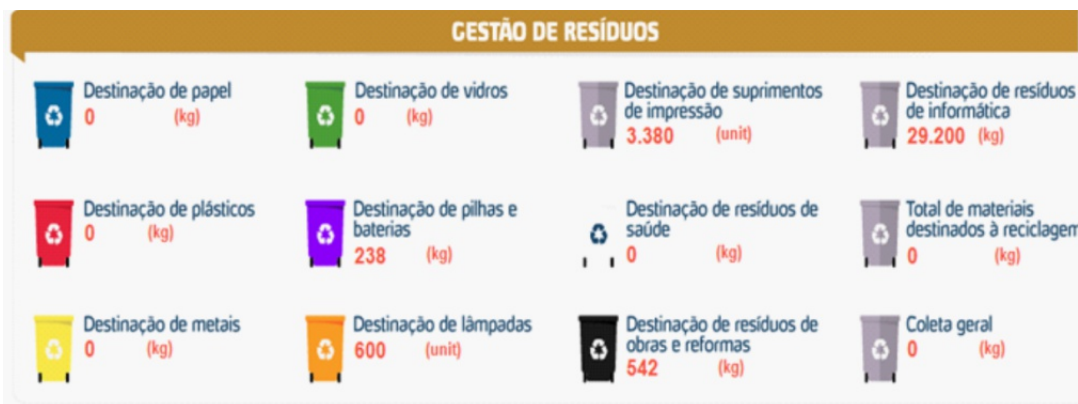 GESTÃO DE RESÍDUOS
Destinação de papel
0 (kg)
Destinação de vidros
0 (kg)
Destinação de suprimentos
de impressão
3.380 (unit)
Destinação de resíduos
de informática
29.200 (kg)
Destinação de plásticos
0 (kg)
Destinação de pilhas e
baterias
238 (kg)
Destinação de resíduos de
saúde
0 (kg)
Total de materiais
destinados à reciclagem
0 (kg)
Destinação de metais
0 (kg)
Destinação de lâmpadas
600 (unit)
Destinação de resíduos de
obras e reformas
542 (kg)
Coleta geral
0 (kg)